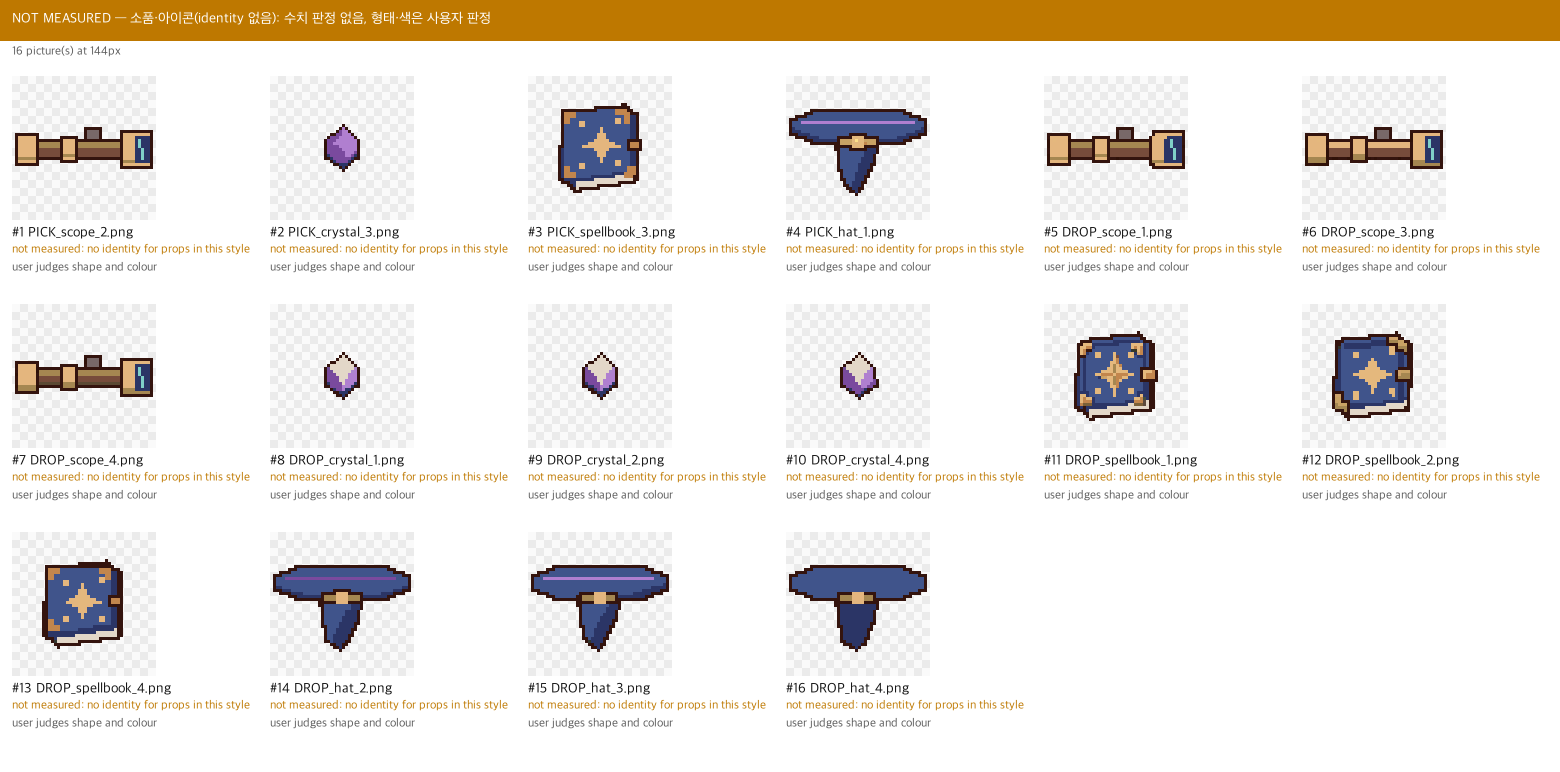 NOT MEASURED — 소품·아이콘(identity 없음): 수치 판정 없음, 형태·색은 사용자 판정
16 picture(s) at 144px
#1 PICK_scope_2.png
not measured: no identity for props in this style
user judges shape and colour
#2 PICK_crystal_3.png
not measured: no identity for props in this style
user judges shape and colour
#3 PICK_spellbook_3.png
not measured: no identity for props in this style
user judges shape and colour
#4 PICK_hat_1.png
not measured: no identity for props in this style
user judges shape and colour
#5 DROP_scope_1.png
not measured: no identity for props in this style
user judges shape and colour
#6 DROP_scope_3.png
not measured: no identity for props in this style
user judges shape and colour
#7 DROP_scope_4.png
not measured: no identity for props in this style
user judges shape and colour
#8 DROP_crystal_1.png
not measured: no identity for props in this style
user judges shape and colour
#9 DROP_crystal_2.png
not measured: no identity for props in this style
user judges shape and colour
#10 DROP_crystal_4.png
not measured: no identity for props in this style
user judges shape and colour
#11 DROP_spellbook_1.png
not measured: no identity for props in this style
user judges shape and colour
#12 DROP_spellbook_2.png
not measured: no identity for props in this style
user judges shape and colour
#13 DROP_spellbook_4.png
not measured: no identity for props in this style
user judges shape and colour
#14 DROP_hat_2.png
not measured: no identity for props in this style
user judges shape and colour
#15 DROP_hat_3.png
not measured: no identity for props in this style
user judges shape and colour
#16 DROP_hat_4.png
not measured: no identity for props in this style
user judges shape and colour